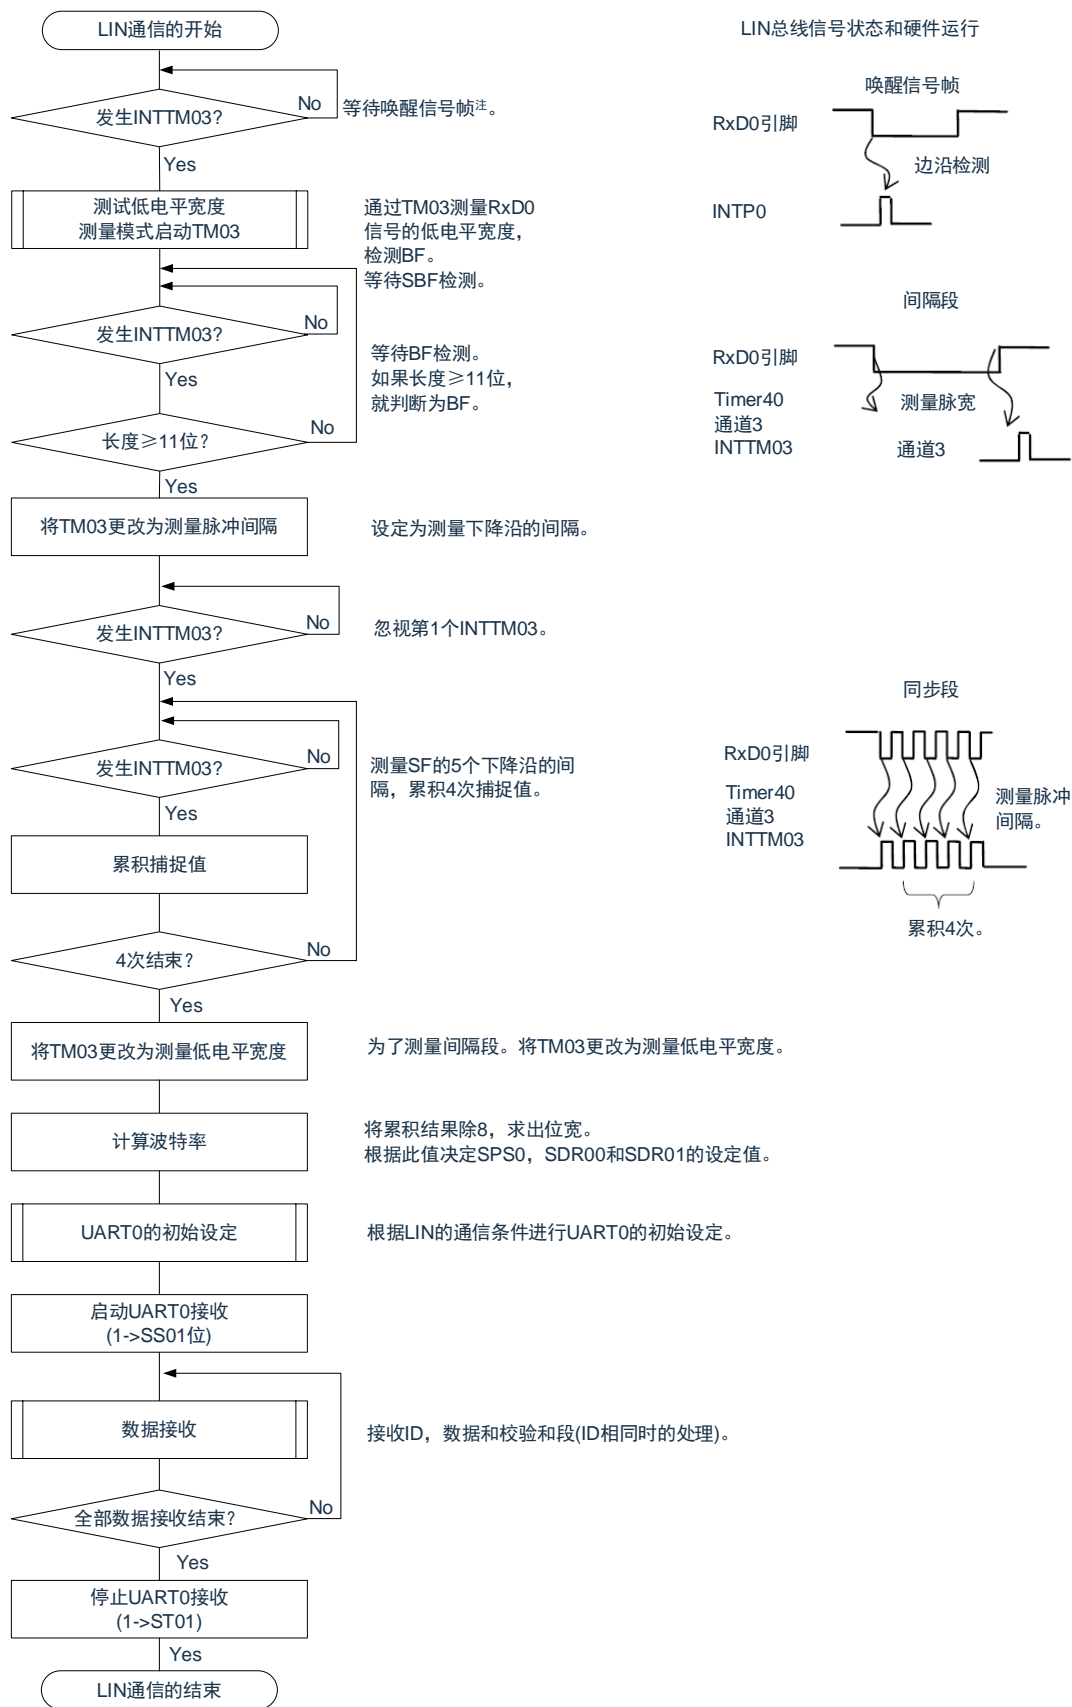 LIN通信的开始
LIN总线信号状态和硬件运行
发生INTTM03?
No
等待唤醒信号帧注。
Yes
唤醒信号帧
RxD0引脚
边沿检测
INTP0
测试低电平宽度
测量模式启动TM03
通过TM03测量RxD0
信号的低电平宽度，
检测BF。
等待SBF检测。
发生INTTM03?
No
Yes
等待BF检测。
如果长度≥11位，
就判断为BF。
间隔段
RxD0引脚
Timer40
通道3
INTTM03
测量脉宽
通道3
长度≥11位?
No
Yes
将TM03更改为测量脉冲间隔
设定为测量下降沿的间隔。
发生INTTM03?
No
忽视第1个INTTM03。
Yes
同步段
发生INTTM03?
No
测量SF的5个下降沿的间
隔，累积4次捕捉值。
Yes
RxD0引脚
Timer40
通道3
INTTM03
测量脉冲
间隔。
累积4次。
累积捕捉值
4次结束?
No
Yes
将TM03更改为测量低电平宽度
为了测量间隔段。将TM03更改为测量低电平宽度。
计算波特率
将累积结果除8，求出位宽。
根据此值决定SPS0，SDR00和SDR01的设定值。
UART0的初始设定
根据LIN的通信条件进行UART0的初始设定。
启动UART0接收
(1->SS01位)
数据接收
接收ID，数据和校验和段(ID相同时的处理)。
全部数据接收结束?
No
Yes
停止UART0接收
(1->ST01)
Yes
LIN通信的结束